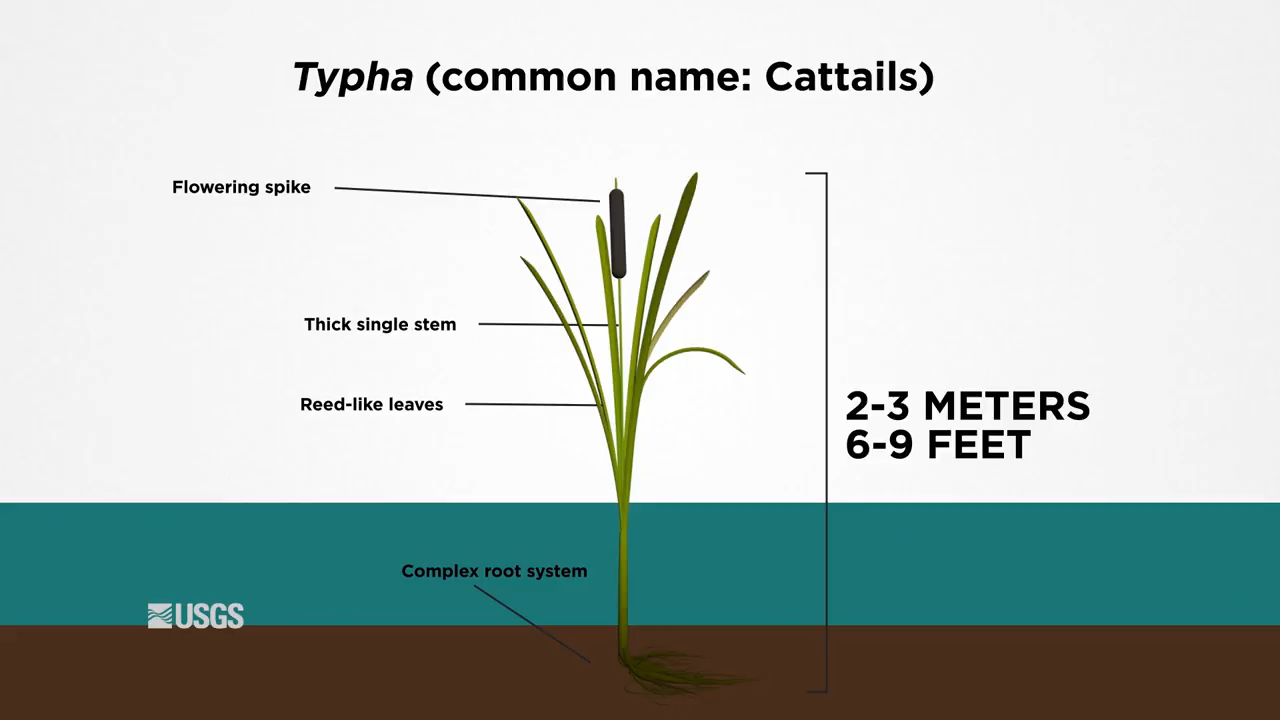 Typha (common name: Cattails)
Flowering spike
Thick single stem
Reed-like leaves
2-3 METERS
6-9 FEET
Complex root system
USGS